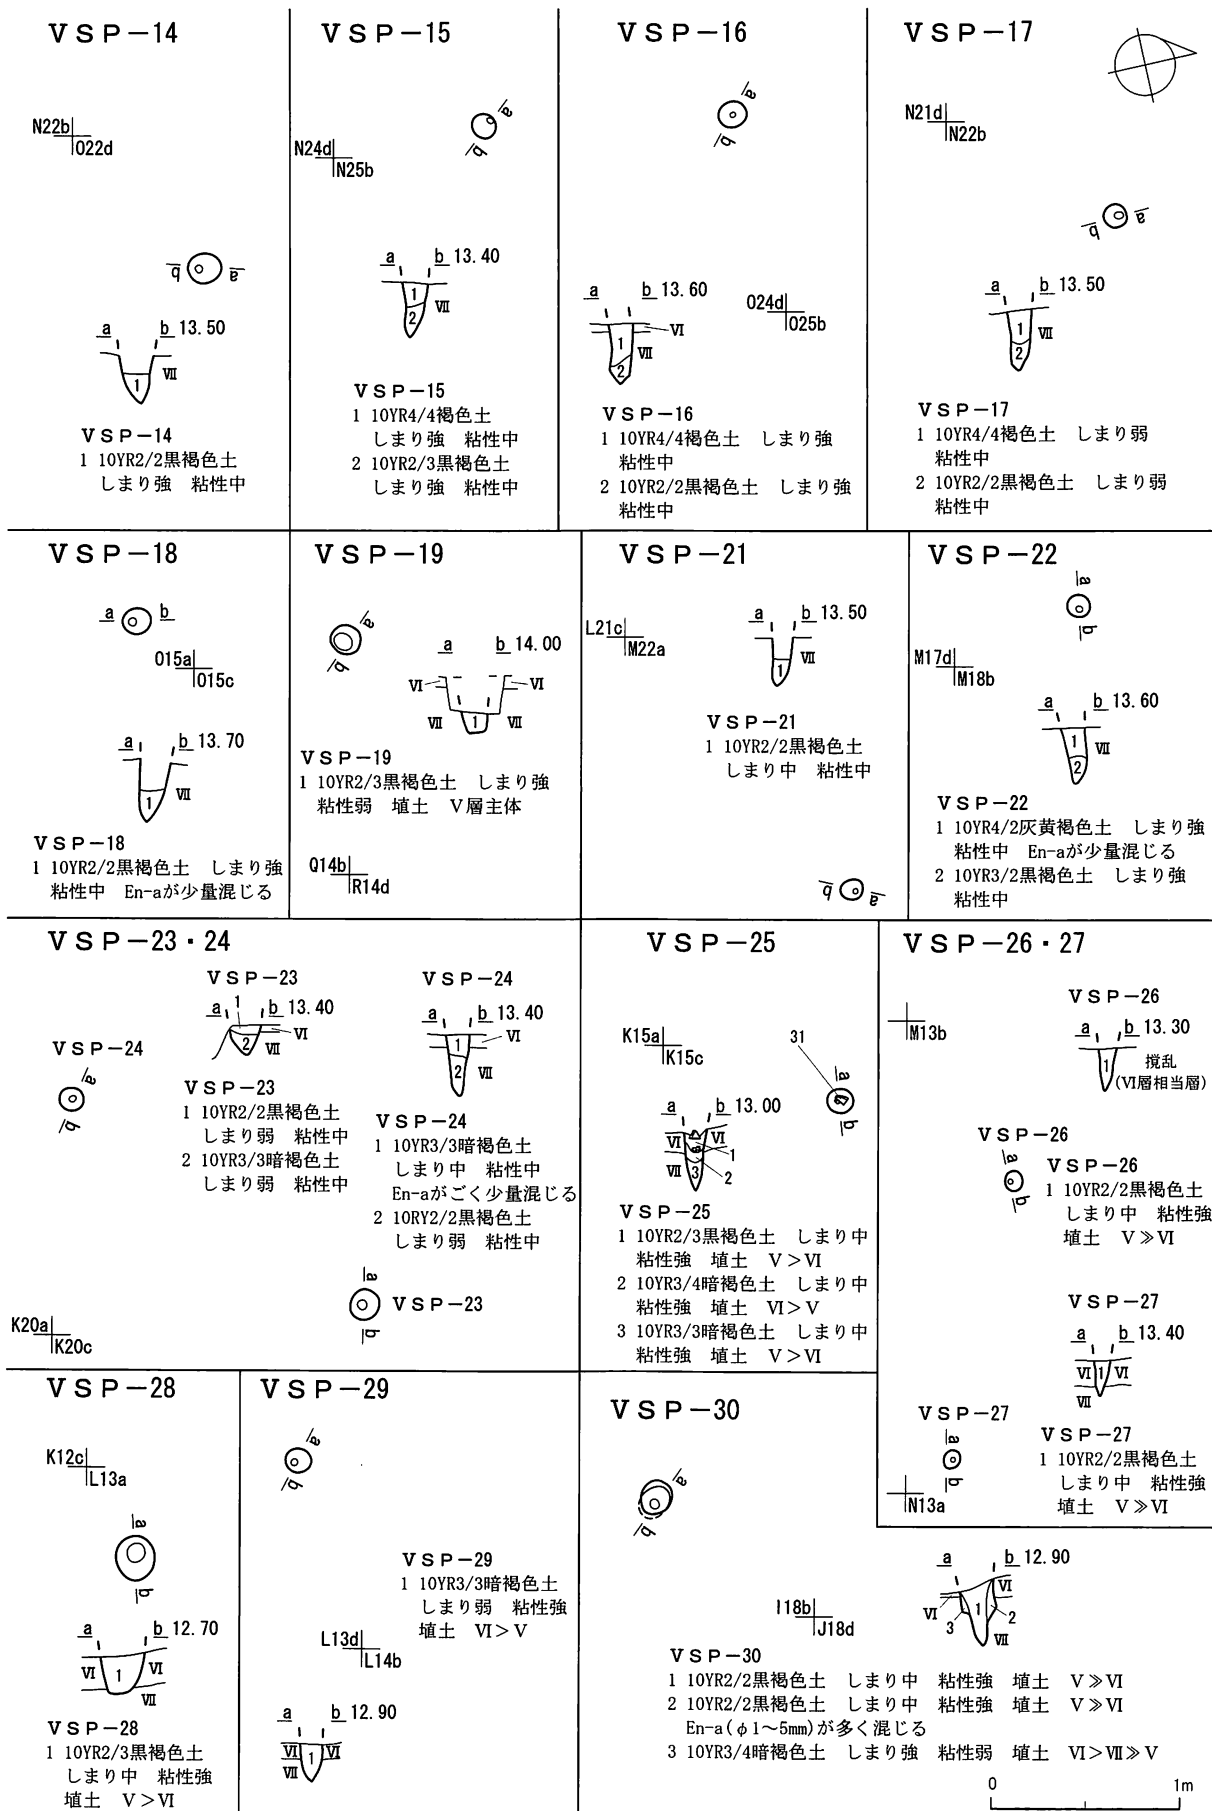 ⅤSP－14
N22b
O22d
b
a
a
b 13.50
Ⅶ
1
ⅤSP－14
1 10YR2/2黒褐色土
しまり強　粘性中
ⅤSP－15
a
b
N24d
N25b
a
b 13.40
1
2
Ⅶ
ⅤSP－15
1 10YR4/4褐色土
しまり強　粘性中
2 10YR2/3黒褐色土
しまり強　粘性中
ⅤSP－16
a
b
a
b 13.60
O24d
O25b
Ⅵ
1
Ⅶ
2
ⅤSP－16
1 10YR4/4褐色土　しまり強
粘性中
2 10YR2/2黒褐色土　しまり強
粘性中
ⅤSP－17
N21d
N22b
b
a
a
b 13.50
1
Ⅶ
2
ⅤSP－17
1 10YR4/4褐色土　しまり弱
粘性中
2 10YR2/2黒褐色土　しまり弱
粘性中
ⅤSP－18
a
b
O15a
O15c
a
b 13.70
Ⅶ
1
ⅤSP－18
1 10YR2/2黒褐色土　しまり強
粘性中　En-aが少量混じる
ⅤSP－19
a
b
a
b 14.00
Ⅵ
Ⅵ
Ⅶ
1
Ⅶ
ⅤSP－19
1 10YR2/3黒褐色土　しまり強
粘性弱　埴土　Ⅴ層主体
Q14b
R14d
ⅤSP－21
L21c
M22a
a
b 13.50
Ⅶ
1
ⅤSP－21
1 10YR2/2黒褐色土
しまり中　粘性中
b
a
ⅤSP－22
a
b
M17d
M18b
a
b 13.60
1
Ⅶ
2
ⅤSP－22
1 10YR4/2灰黄褐色土　しまり強
粘性中　En-aが少量混じる
2 10YR3/2黒褐色土　しまり強
粘性中
ⅤSP－23・24
ⅤSP－23
1
a
b 13.40
Ⅵ
2
Ⅶ
ⅤSP－24
a
b 13.40
1
Ⅵ
2
Ⅶ
ⅤSP－24
a
b
ⅤSP－23
1 10YR2/2黒褐色土
しまり弱　粘性中
2 10YR3/3暗褐色土
しまり弱　粘性中
ⅤSP－24
1 10YR3/3暗褐色土
しまり中　粘性中
En-aがごく少量混じる
2 10RY2/2黒褐色土
しまり弱　粘性中
a
ⅤSP－23
b
K20a
K20c
ⅤSP－25
K15a
K15c
31
a
b
a
b 13.00
Ⅵ
Ⅵ
1
Ⅶ
3
2
ⅤSP－25
1 10YR2/3黒褐色土　しまり中
粘性強　埴土　Ⅴ＞Ⅵ
2 10YR3/4暗褐色土　しまり中
粘性強　埴土　Ⅵ＞Ⅴ
3 10YR3/3暗褐色土　しまり中
粘性強　埴土　Ⅴ＞Ⅵ
ⅤSP－26・27
M13b
ⅤSP－26
a
b 13.30
1
撹乱
(Ⅵ層相当層)
ⅤSP－26
a
b
ⅤSP－26
1 10YR2/2黒褐色土
しまり中　粘性強
埴土　Ⅴ≫Ⅵ
ⅤSP－27
a
b 13.40
Ⅵ
1
Ⅵ
Ⅶ
ⅤSP－27
a
b
N13a
ⅤSP－27
1 10YR2/2黒褐色土
しまり中　粘性強
埴土　Ⅴ≫Ⅵ
ⅤSP－28
K12c
L13a
a
b
a
b 12.70
Ⅵ
1
Ⅵ
Ⅶ
ⅤSP－28
1 10YR2/3黒褐色土
しまり中　粘性強
埴土　Ⅴ＞Ⅵ
ⅤSP－29
a
b
ⅤSP－29
1 10YR3/3暗褐色土
しまり弱　粘性強
埴土　Ⅵ＞Ⅴ
L13d
L14b
a
b 12.90
Ⅵ
1
Ⅵ
Ⅶ
ⅤSP－30
a
b
I18b
J18d
a
b 12.90
Ⅵ
Ⅵ
1
2
3
Ⅶ
ⅤSP－30
1 10YR2/2黒褐色土　しまり中　粘性強　埴土　Ⅴ≫Ⅵ
2 10YR2/2黒褐色土　しまり中　粘性強　埴土　Ⅴ≫Ⅵ
En-a(φ1～5mm)が多く混じる
3 10YR3/4暗褐色土　しまり強　粘性弱　埴土　Ⅵ＞Ⅶ≫Ⅴ
0
1m